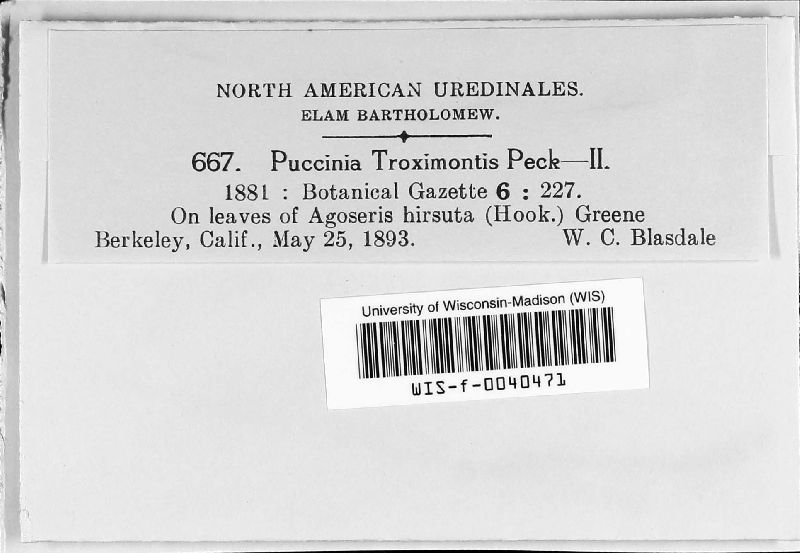 NORTH AMERICAN UREDINALES.
ELAM BARTHOLOMEW.
667. Puccinia Troximontis Peck—II.
1881 : Botanical Gazette 6 : 227.
On leaves of Agoseris hirsuta (Hook.) Greene
Berkeley, Calif., May 25, 1893. W. C. Blasdale
University of Wisconsin-Madison (WIS)
WIS-f-0040471